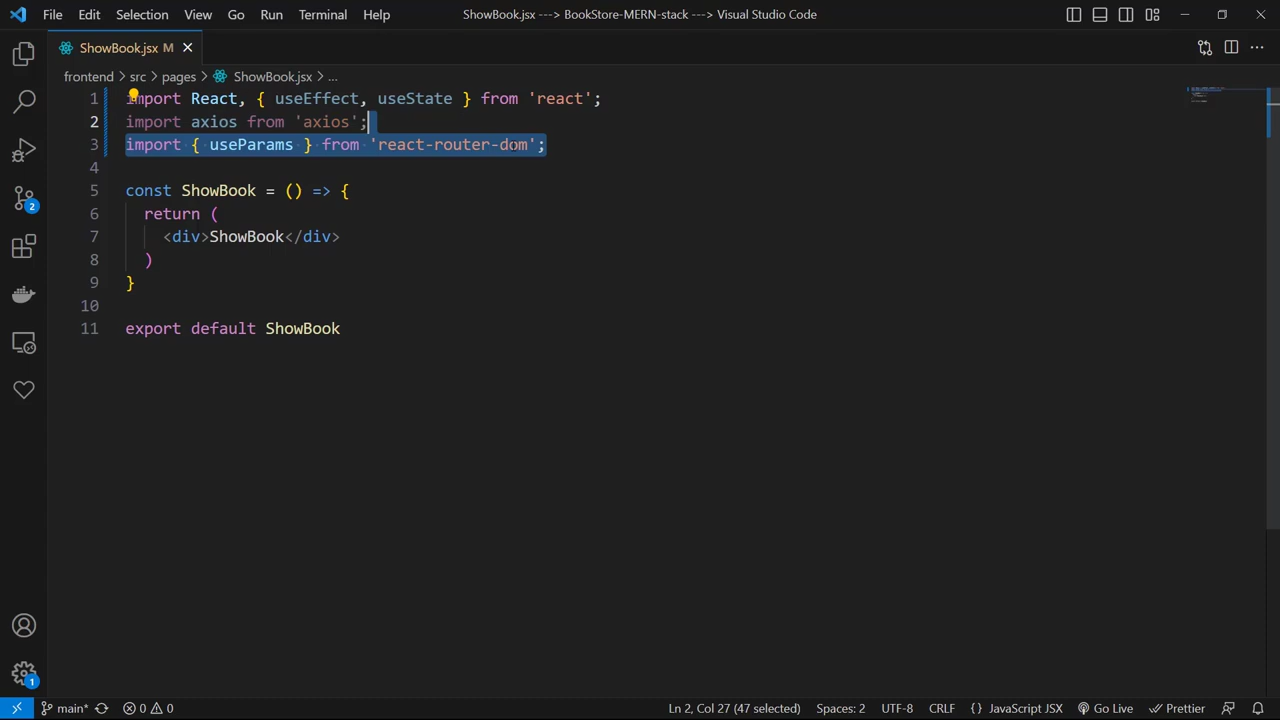 File Edit Selection View Go Run Terminal Help ShowBook.jsx ---> BookStore-MERN-stack ---> Visual Studio Code
ShowBook.jsx M
frontend > src > pages > ShowBook.jsx > ...
1 import React, { useEffect, useState } from 'react';
2 import axios from 'axios';
3 import { useParams } from 'react-router-dom';
4
5 const ShowBook = () => {
6 return (
7 <div>ShowBook</div>
8 )
9 }
10
11 export default ShowBook
2
1
main* 0 0 Ln 2, Col 27 (47 selected) Spaces: 2 UTF-8 CRLF {} JavaScript JSX Go Live Prettier